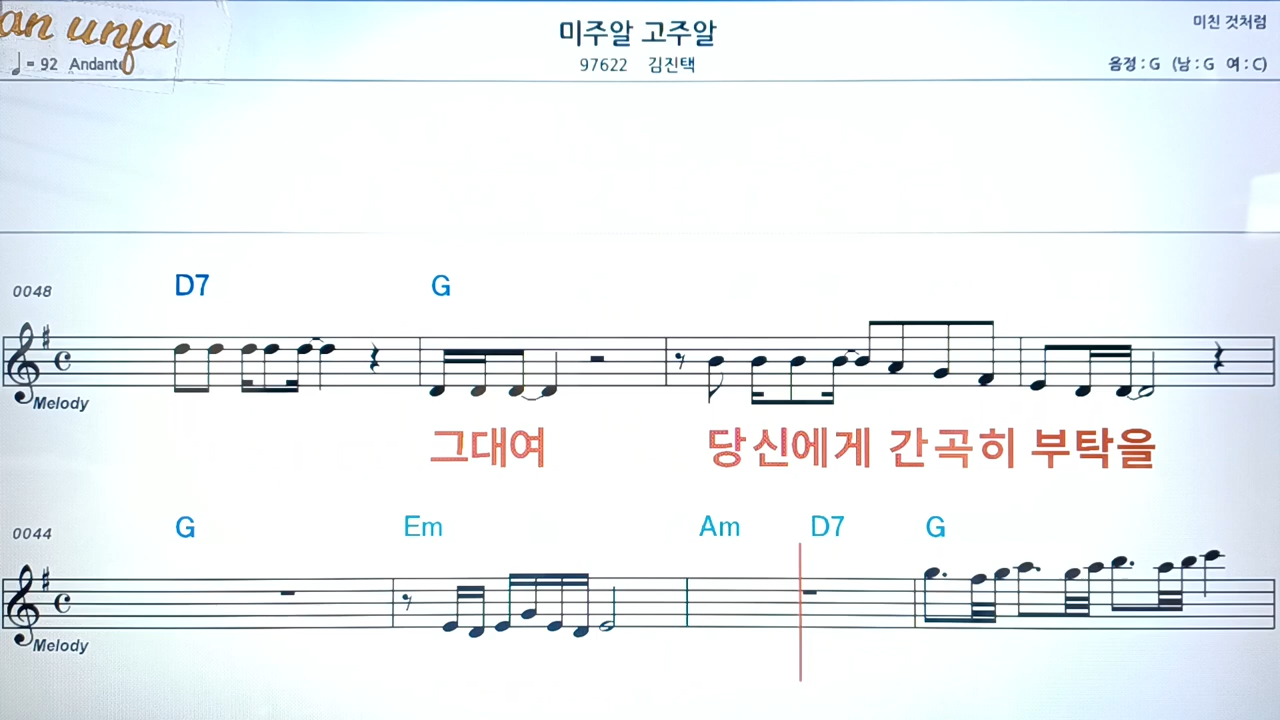 an unfa
미주알 고주알
미친 것처럼
♩= 92 Andante
97622 김진택
음정 : G (남 : G 여 : C)
D7 G
0048
Melody
그대여 당신에게 간곡히 부탁을
G Em Am D7 G
0044
Melody